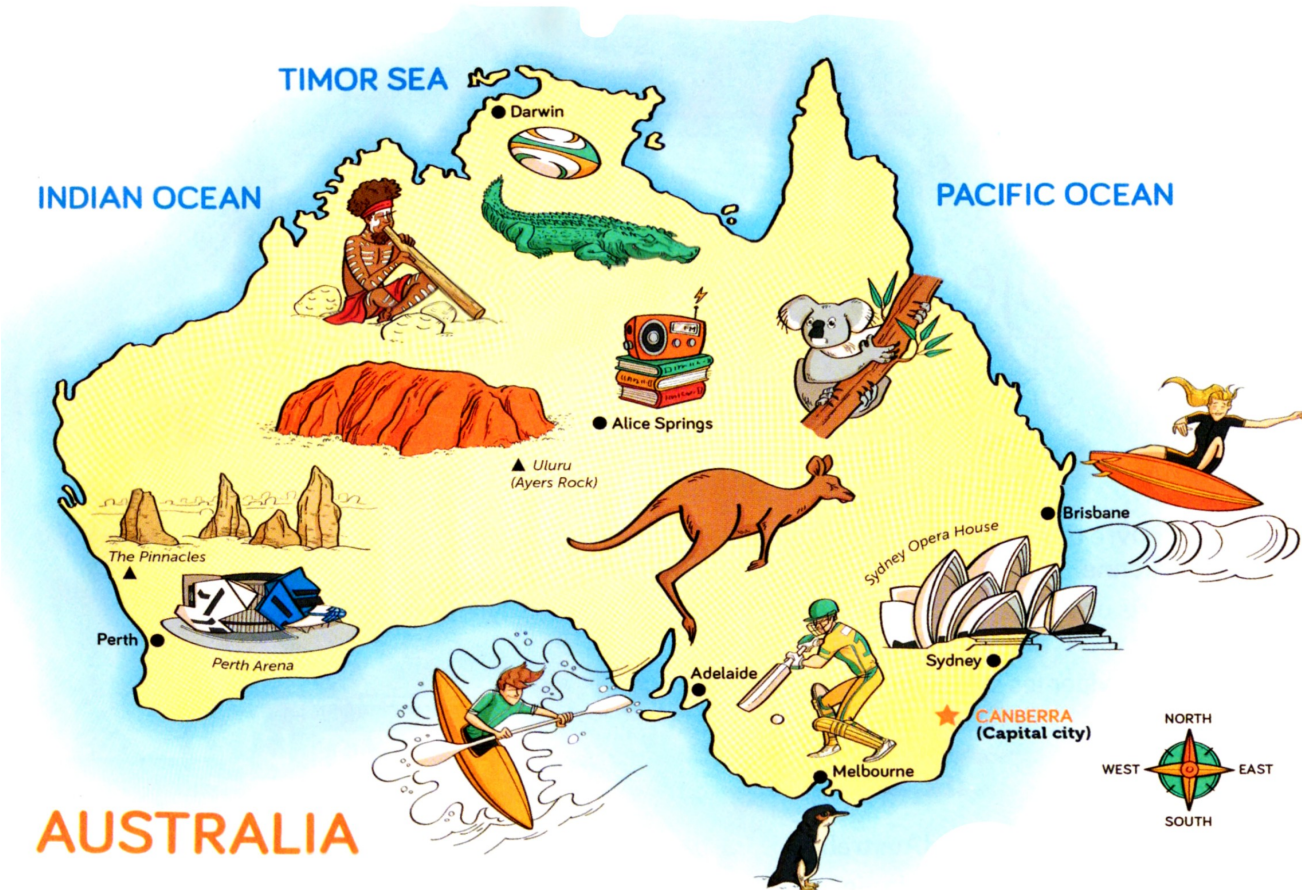 TIMOR SEA
Darwin
INDIAN OCEAN
PACIFIC OCEAN
FM
Alice Springs
Uluru
(Ayers Rock)
Brisbane
Sydney Opera House
The Pinnacles
Perth
Perth Arena
Adelaide
Sydney
CANBERRA
(Capital city)
Melbourne
NORTH
WEST
EAST
SOUTH
AUSTRALIA